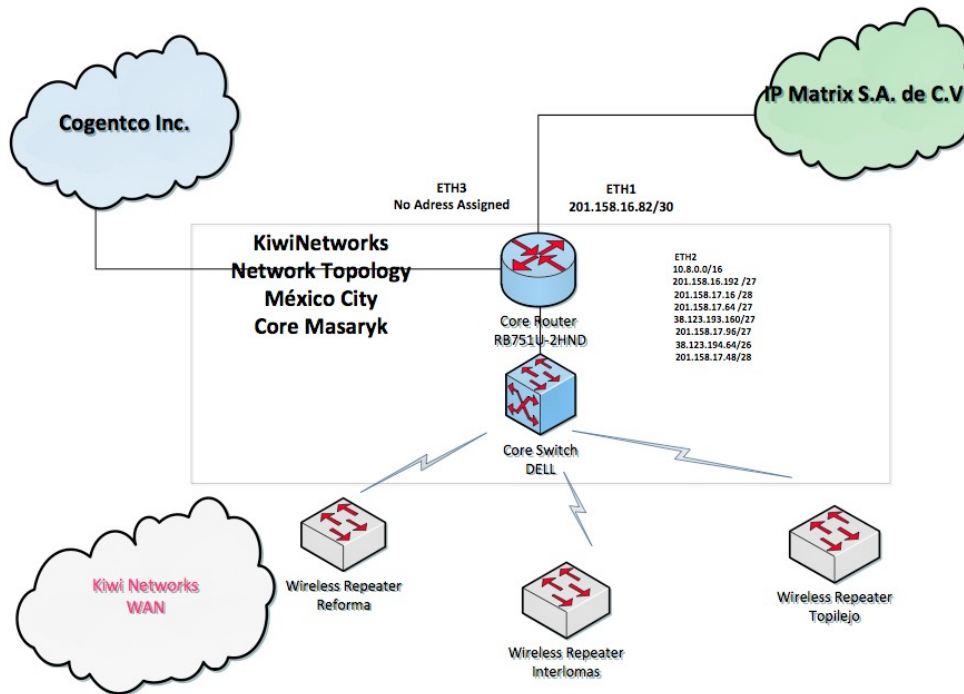 Cogentco Inc.
IP Matrix S.A. de C.V
ETH3
No Adress Assigned
ETH1
201.158.16.82/30
KiwiNetworks
Network Topology
México City
Core Masaryk
ETH2
10.8.0.0/16
201.158.16.192 /27
201.158.17.16 /28
201.158.17.64 /27
38.123.193.160/27
201.158.17.96/27
38.123.194.64/26
201.158.17.48/28
Core Router
RB751U-2HND
Core Switch
DELL
Kiwi Networks
WAN
Wireless Repeater
Reforma
Wireless Repeater
Interlomas
Wireless Repeater
Topilejo